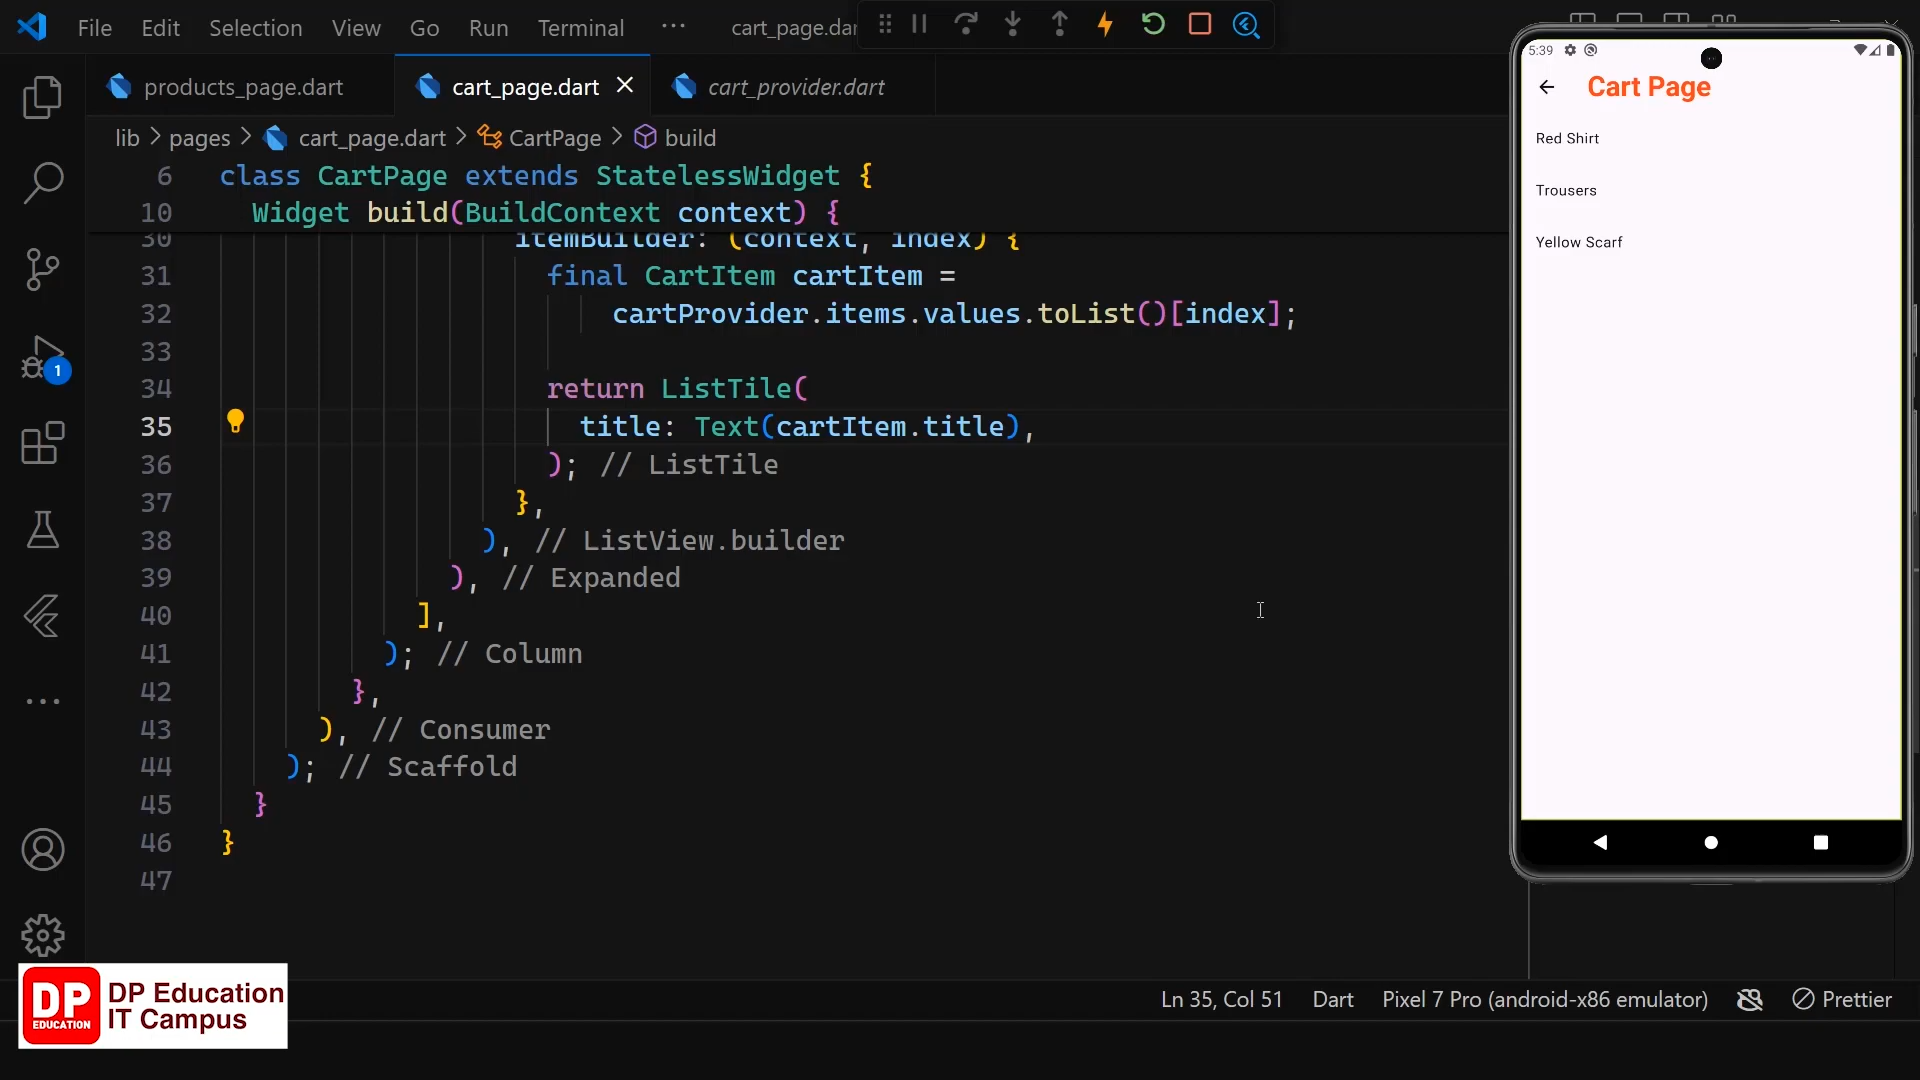 File Edit Selection View Go Run Terminal ··· cart_page.dar
products_page.dart cart_page.dart cart_provider.dart
lib > pages > cart_page.dart > CartPage > build
6 class CartPage extends StatelessWidget {
10 Widget build(BuildContext context) {
30 itemBuilder: (context, index) {
31 final CartItem cartItem =
32 cartProvider.items.values.toList()[index];
33
34 return ListTile(
35 title: Text(cartItem.title),
36 ); // ListTile
37 },
38 ), // ListView.builder
39 ), // Expanded
40 ],
41 ); // Column
42 },
43 ), // Consumer
44 ); // Scaffold
45 }
46 }
47
1
5:39
Cart Page
Red Shirt
Trousers
Yellow Scarf
DP
EDUCATION
DP Education
IT Campus
Ln 35, Col 51 Dart Pixel 7 Pro (android-x86 emulator) Prettier